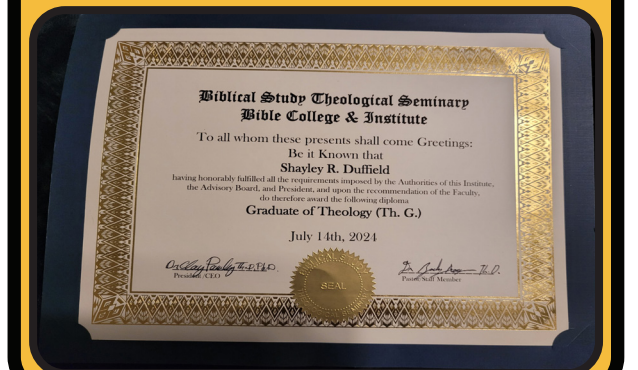 Biblical Study Theological Seminary
Bible College & Institute
To all whom these presents shall come Greetings:
Be it Known that
Shayley R. Duffield
having honorably fulfilled all the requirements imposed by the Authorities of this Institute,
the Advisory Board, and President, and upon the recommendation of the Faculty,
do therefore award the following diploma
Graduate of Theology (Th. G.)
July 14th, 2024
President /CEO
Staff Member
SEAL